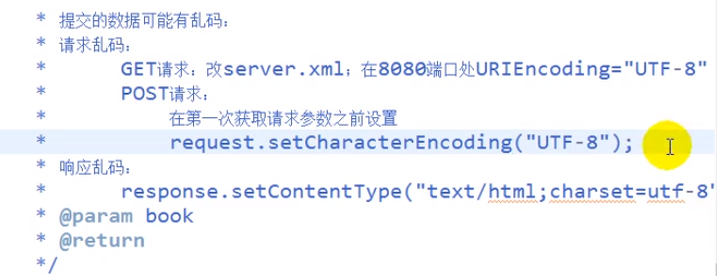 * 提交的数据可能有乱码:
* 请求乱码:
* GET请求:改server.xml;在8080端口处URIEncoding="UTF-8"
* POST请求:
* 在第一次获取请求参数之前设置
* request.setCharacterEncoding("UTF-8");
* 响应乱码:
* response.setContentType("text/html;charset=utf-8"
* @param book
* @return
*/